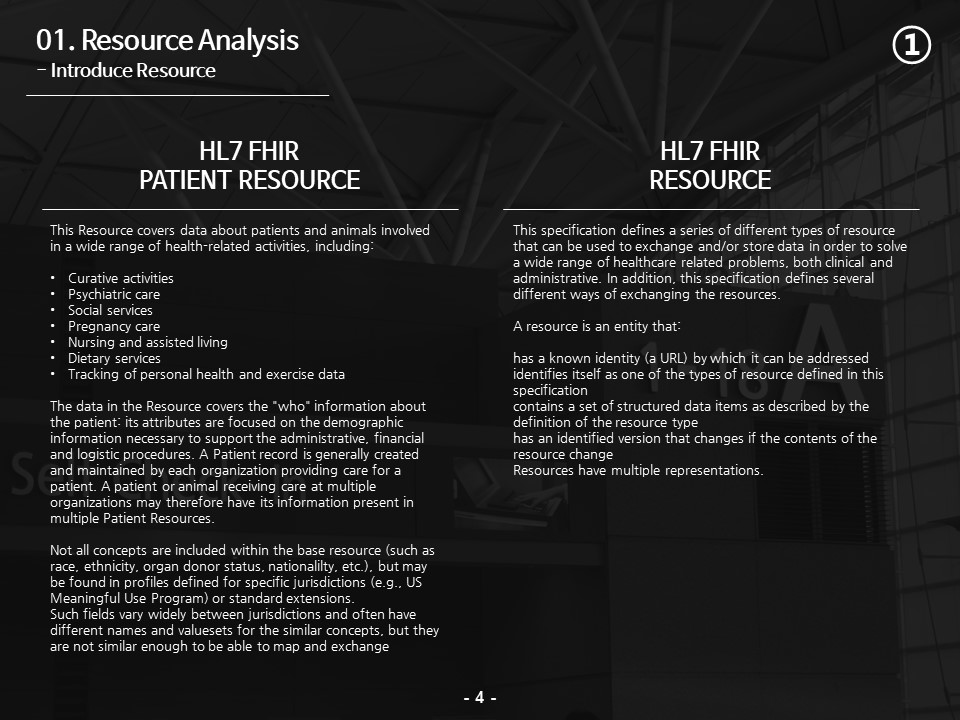 01. Resource Analysis
- Introduce Resource
①
HL7 FHIR
PATIENT RESOURCE
This Resource covers data about patients and animals involved
in a wide range of health-related activities, including:
• Curative activities
• Psychiatric care
• Social services
• Pregnancy care
• Nursing and assisted living
• Dietary services
• Tracking of personal health and exercise data
The data in the Resource covers the "who" information about
the patient: its attributes are focused on the demographic
information necessary to support the administrative, financial
and logistic procedures. A Patient record is generally created
and maintained by each organization providing care for a
patient. A patient or animal receiving care at multiple
organizations may therefore have its information present in
multiple Patient Resources.
Not all concepts are included within the base resource (such as
race, ethnicity, organ donor status, nationalilty, etc.), but may
be found in profiles defined for specific jurisdictions (e.g., US
Meaningful Use Program) or standard extensions.
Such fields vary widely between jurisdictions and often have
different names and valuesets for the similar concepts, but they
are not similar enough to be able to map and exchange
HL7 FHIR
RESOURCE
This specification defines a series of different types of resource
that can be used to exchange and/or store data in order to solve
a wide range of healthcare related problems, both clinical and
administrative. In addition, this specification defines several
different ways of exchanging the resources.
A resource is an entity that:
has a known identity (a URL) by which it can be addressed
identifies itself as one of the types of resource defined in this
specification
contains a set of structured data items as described by the
definition of the resource type
has an identified version that changes if the contents of the
resource change
Resources have multiple representations.
A
- 4 -